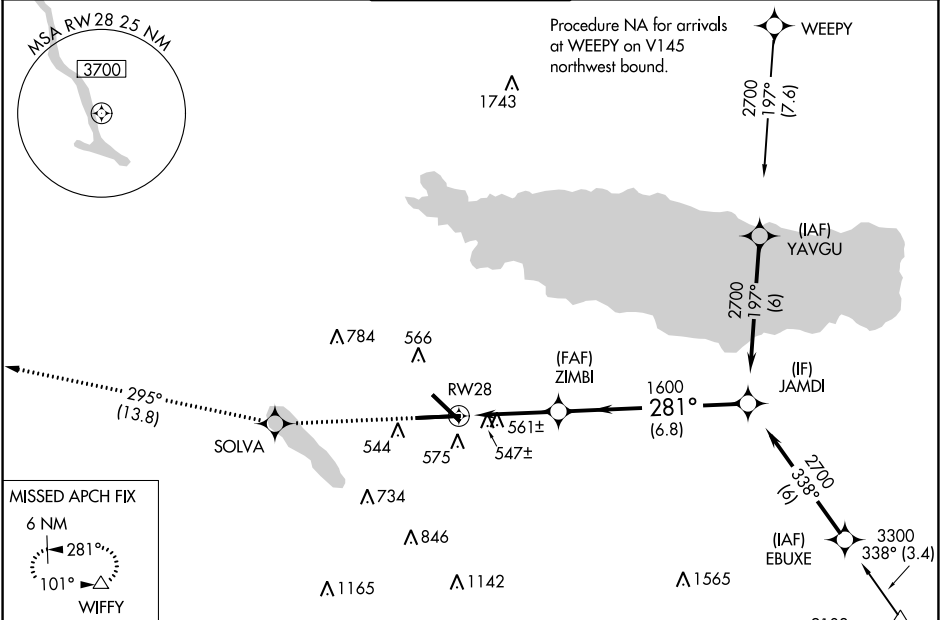 MSA RW28 25 NM
3700
Procedure NA for arrivals
at WEEPY on V145
northwest bound.
WEEPY
1743
2700
197°
(7.6)
(IAF)
YAVGU
2700
197°
(6)
784
566
(FAF)
ZIMBI
RW28
1600
281°
(6.8)
(IF)
JAMDI
295°
(13.8)
SOLVA
544
575
561±
547±
2700
338°
(6)
734
846
1165
1142
1565
(IAF)
EBUXE
3300
338° (3.4)
MISSED APCH FIX
6 NM
281°
101°
WIFFY